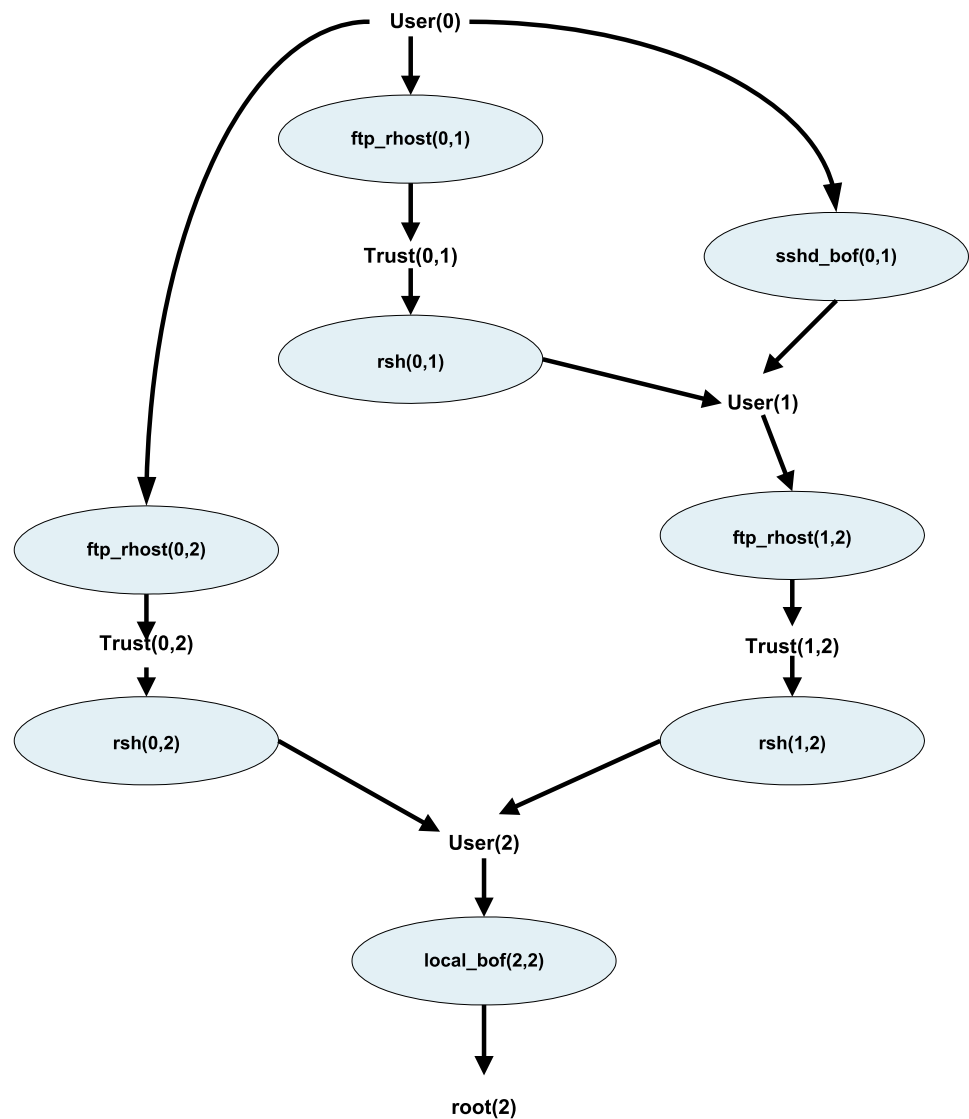 User(0)
ftp_rhost(0,1)
Trust(0,1)
sshd_bof(0,1)
rsh(0,1)
User(1)
ftp_rhost(0,2)
ftp_rhost(1,2)
Trust(0,2)
Trust(1,2)
rsh(0,2)
rsh(1,2)
User(2)
local_bof(2,2)
root(2)